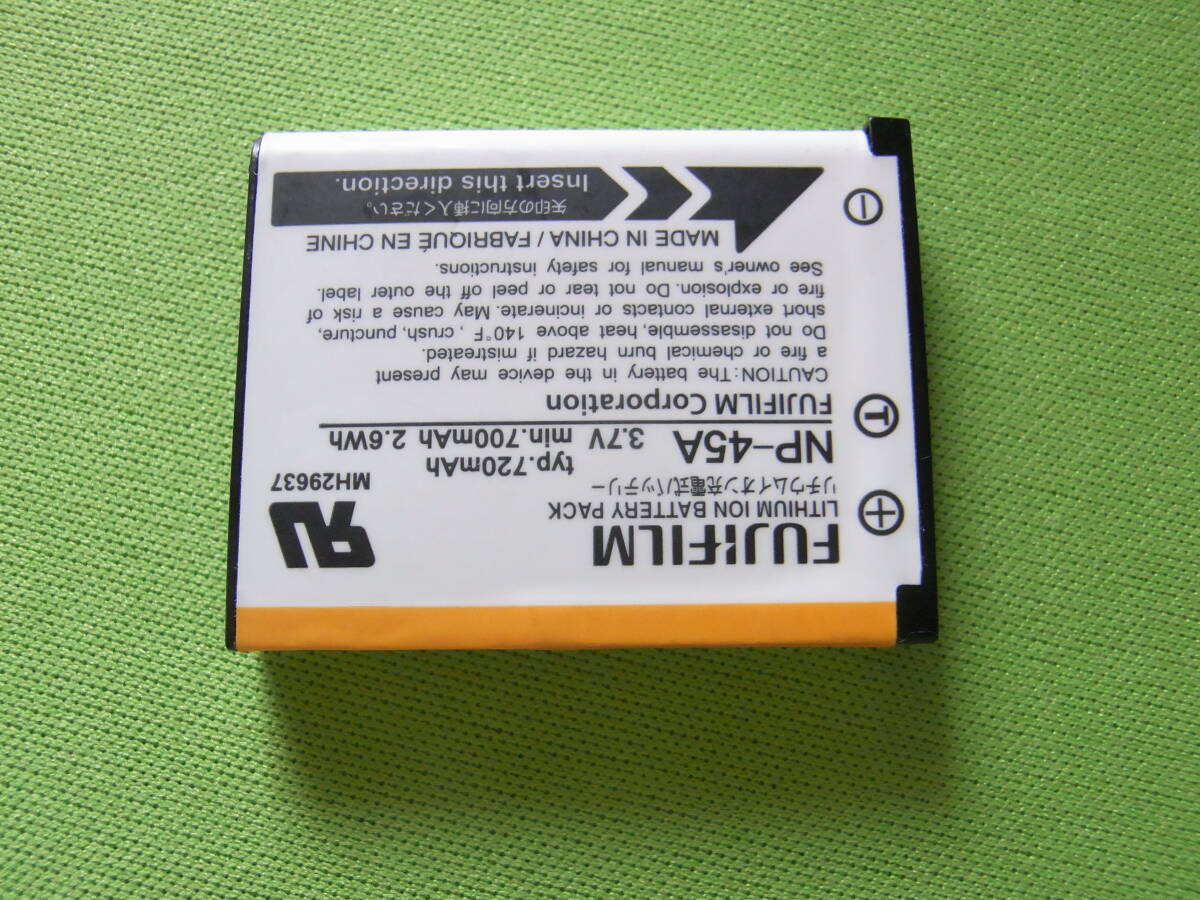 FUJIFILM
LITHIUM ION BATTERY PACK
リチウムイオン充電式バッテリー
NP-45A
3.7V
typ.720mAh
min.700mAh 2.6Wh
MH29637
FUJIFILM Corporation
CAUTION:The battery in the device may present
a fire or chemical burn hazard if mistreated.
Do not disassemble, heat above 140°F , crush, puncture,
short external contacts or incinerate. May cause a risk of
fire or explosion. Do not tear or peel off the outer label.
See owner's manual for safety instructions.
MADE IN CHINA / FABRIQUÉ EN CHINE
矢印の方向に挿入ください。
Insert this direction.
+
T
−